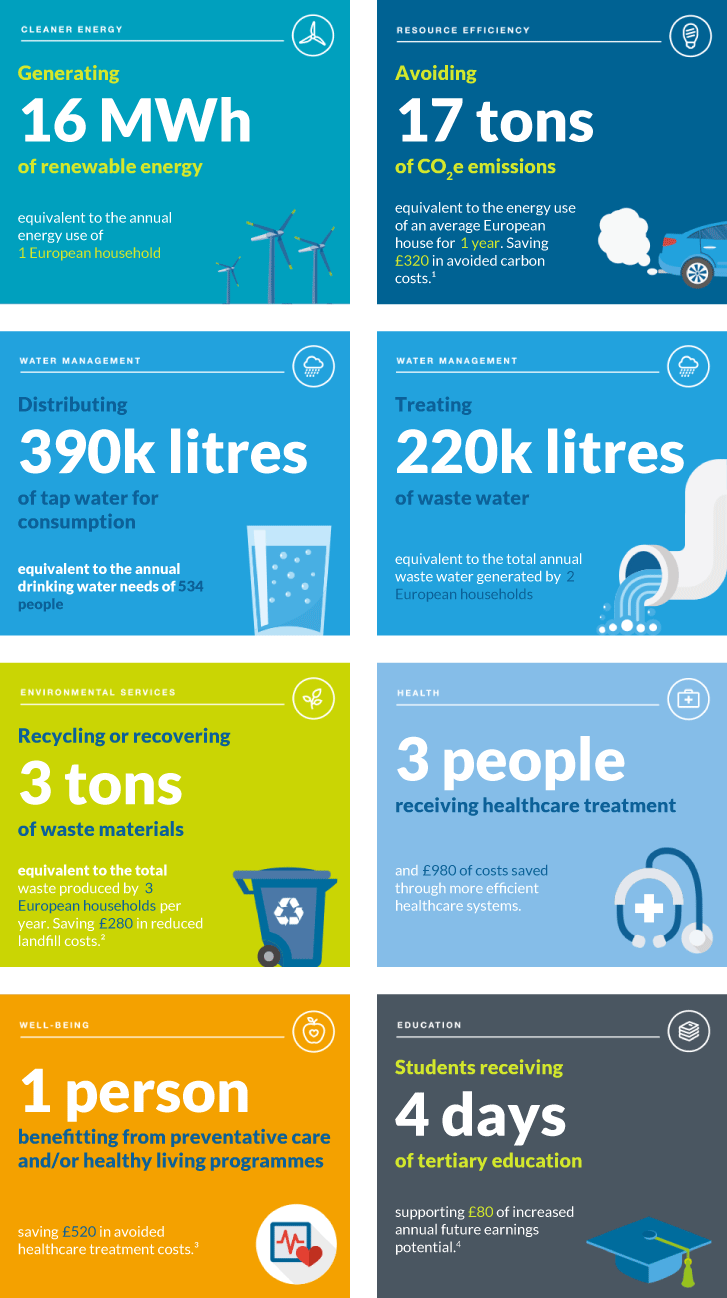 CLEANER ENERGY
Generating
16 MWh
of renewable energy
equivalent to the annual
energy use of
1 European household
RESOURCE EFFICIENCY
Avoiding
17 tons
of CO₂e emissions
equivalent to the energy use
of an average European
house for 1 year. Saving
£320 in avoided carbon
costs.¹
WATER MANAGEMENT
Distributing
390k litres
of tap water for
consumption
equivalent to the annual
drinking water needs of 534
people
WATER MANAGEMENT
Treating
220k litres
of waste water
equivalent to the total annual
waste water generated by 2
European households
ENVIRONMENTAL SERVICES
Recycling or recovering
3 tons
of waste materials
equivalent to the total
waste produced by 3
European households per
year. Saving £280 in reduced
landfill costs.²
HEALTH
3 people
receiving healthcare treatment
and £980 of costs saved
through more efficient
healthcare systems.
WELL-BEING
1 person
benefitting from preventative care
and/or healthy living programmes
saving £520 in avoided
healthcare treatment costs.³
EDUCATION
Students receiving
4 days
of tertiary education
supporting £80 of increased
annual future earnings
potential.⁴